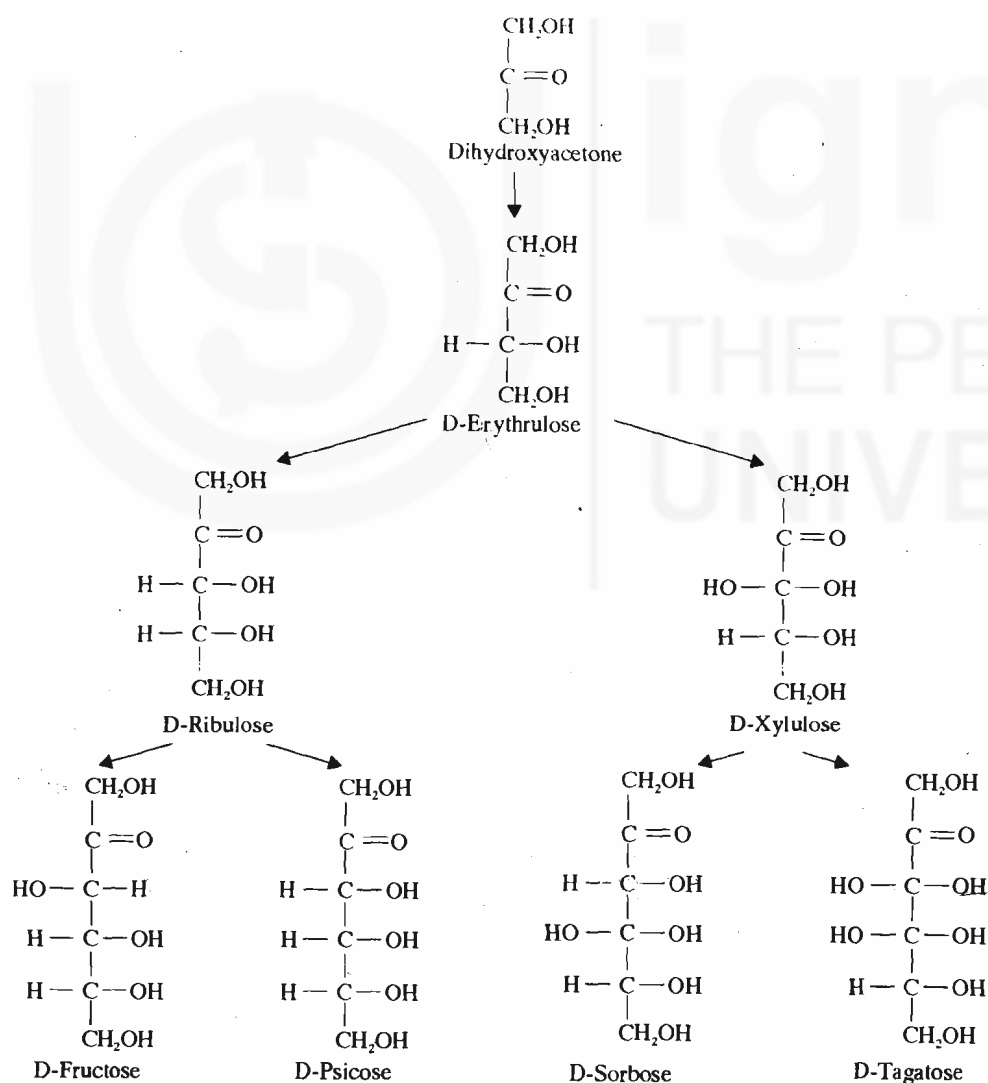 CH₂OH
C=O
CH₂OH
Dihydroxyacetone
CH₂OH
C=O
H—C—OH
CH₂OH
D-Erythrulose
CH₂OH
C=O
H—C—OH
H—C—OH
CH₂OH
D-Ribulose
CH₂OH
C=O
HO—C—OH
H—C—OH
CH₂OH
D-Xylulose
CH₂OH
C=O
HO—C—H
H—C—OH
H—C—OH
CH₂OH
D-Fructose
CH₂OH
C=O
H—C—OH
H—C—OH
H—C—OH
CH₂OH
D-Psicose
CH₂OH
C=O
H—C—OH
HO—C—OH
H—C—OH
CH₂OH
D-Sorbose
CH₂OH
C=O
HO—C—OH
HO—C—OH
H—C—OH
CH₂OH
D-Tagatose
ign
THE PE
UNIVE